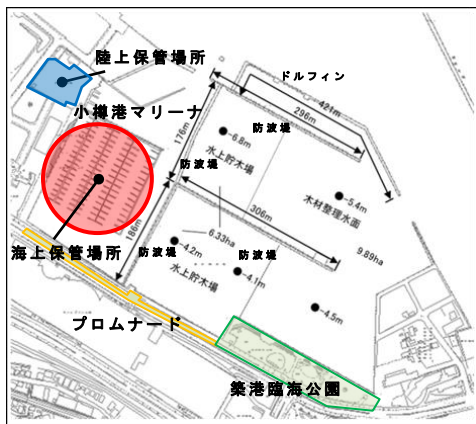 陸上保管場所
ドルフィン
小樽港マリーナ
421m
296m
防波堤
176m
-6.8m
防波堤
水上貯木場
-5.4m
木材整理水面
306m
186m
6.33ha
9.89ha
海上保管場所
防波堤
-4.2m
防波堤
水上貯木場
-4.1m
-4.5m
プロムナード
築港臨海公園